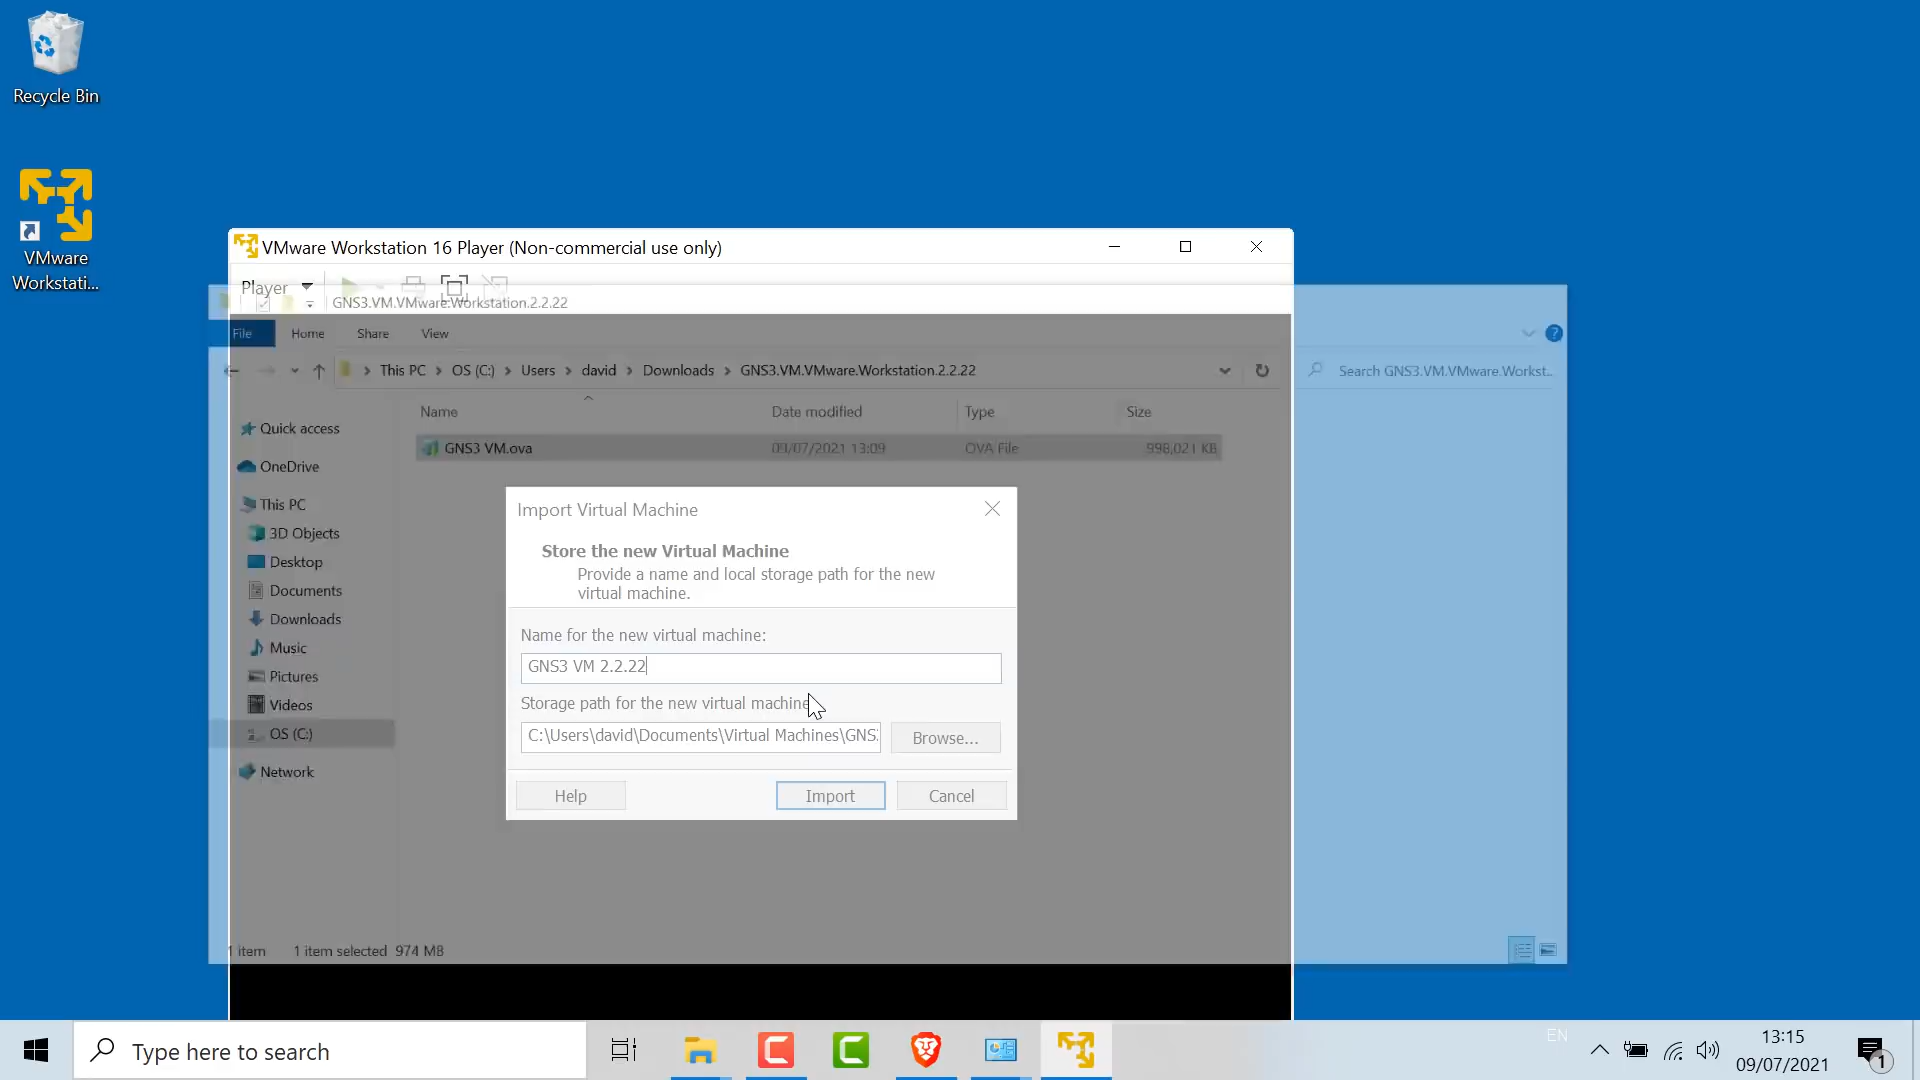 Recycle Bin
VMware
Workstati...
VMware Workstation 16 Player (Non-commercial use only)
Player
GNS3.VM.VMware.Workstation.2.2.22
File
Home
Share
View
This PC
OS (C:)
Users
david
Downloads
GNS3.VM.VMware.Workstation.2.2.22
Search GNS3.VM.VMware.Workst...
Name
Date modified
Type
Size
GNS3 VM.ova
09/07/2021 13:09
OVA File
998,021 KB
Quick access
OneDrive
This PC
3D Objects
Desktop
Documents
Downloads
Music
Pictures
Videos
OS (C:)
Network
Import Virtual Machine
Store the new Virtual Machine
Provide a name and local storage path for the new
virtual machine.
Name for the new virtual machine:
GNS3 VM 2.2.22
Storage path for the new virtual machine
C:\Users\david\Documents\Virtual Machines\GNS
Browse...
Help
Import
Cancel
1 item
1 item selected 974 MB
Type here to search
EN
13:15
09/07/2021
1